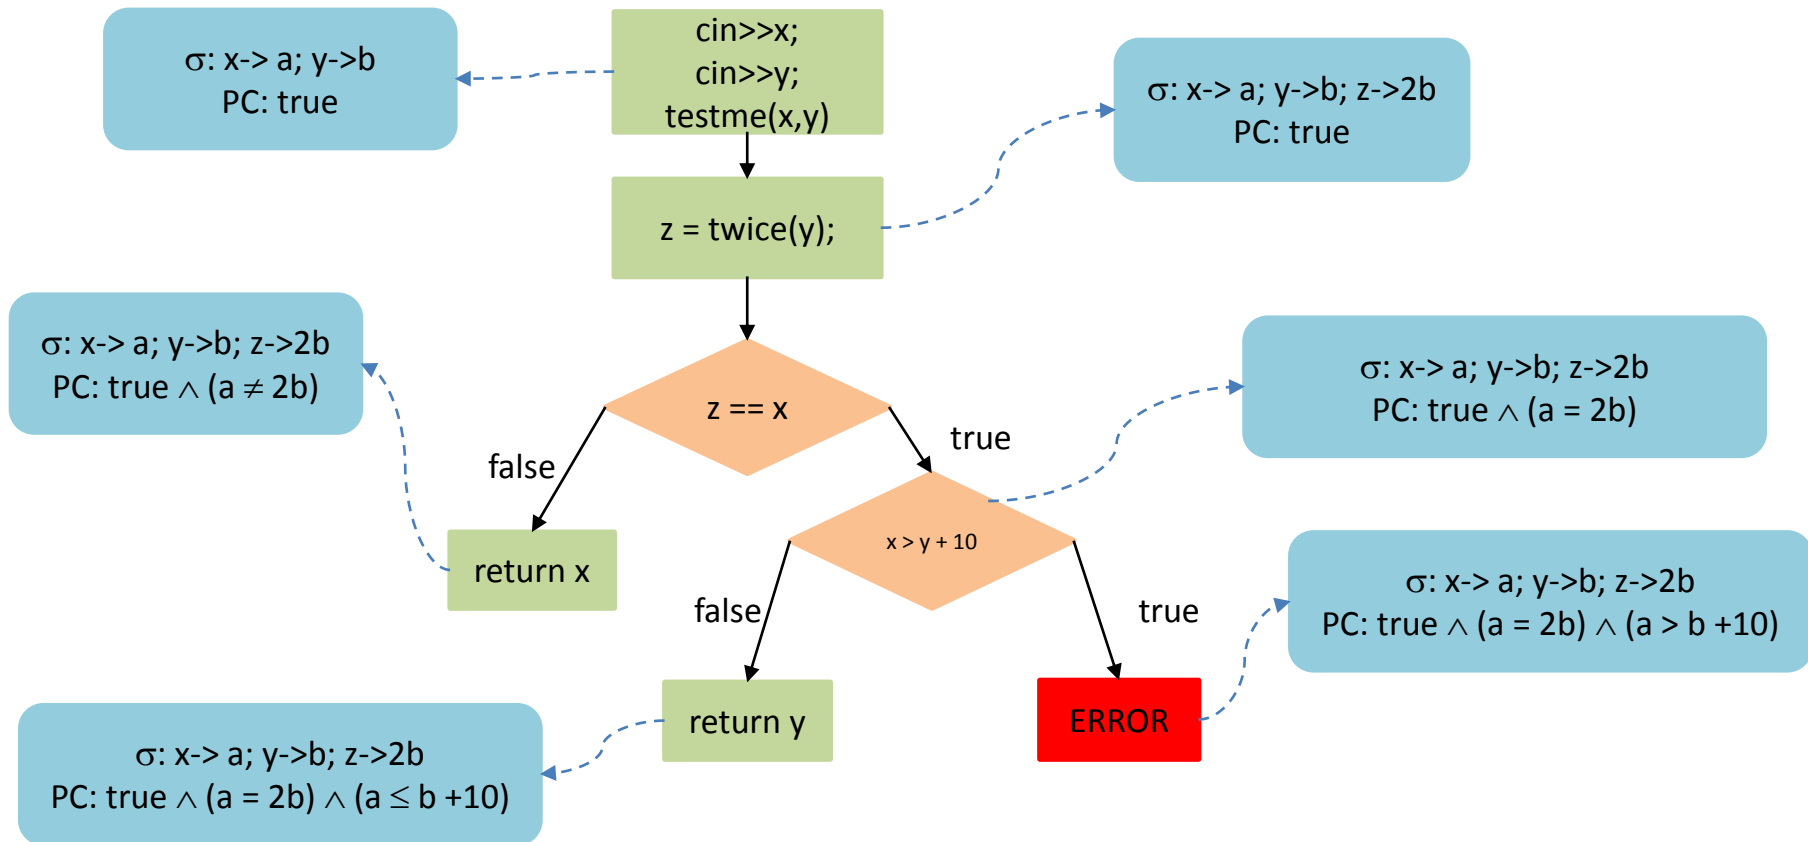 cin>>x;
cin>>y;
testme(x,y)
σ: x-> a; y->b
PC: true
σ: x-> a; y->b; z->2b
PC: true
z = twice(y);
σ: x-> a; y->b; z->2b
PC: true ∧ (a ≠ 2b)
z == x
σ: x-> a; y->b; z->2b
PC: true ∧ (a = 2b)
false
true
return x
x > y + 10
false
true
σ: x-> a; y->b; z->2b
PC: true ∧ (a = 2b) ∧ (a > b +10)
return y
ERROR
σ: x-> a; y->b; z->2b
PC: true ∧ (a = 2b) ∧ (a ≤ b +10)